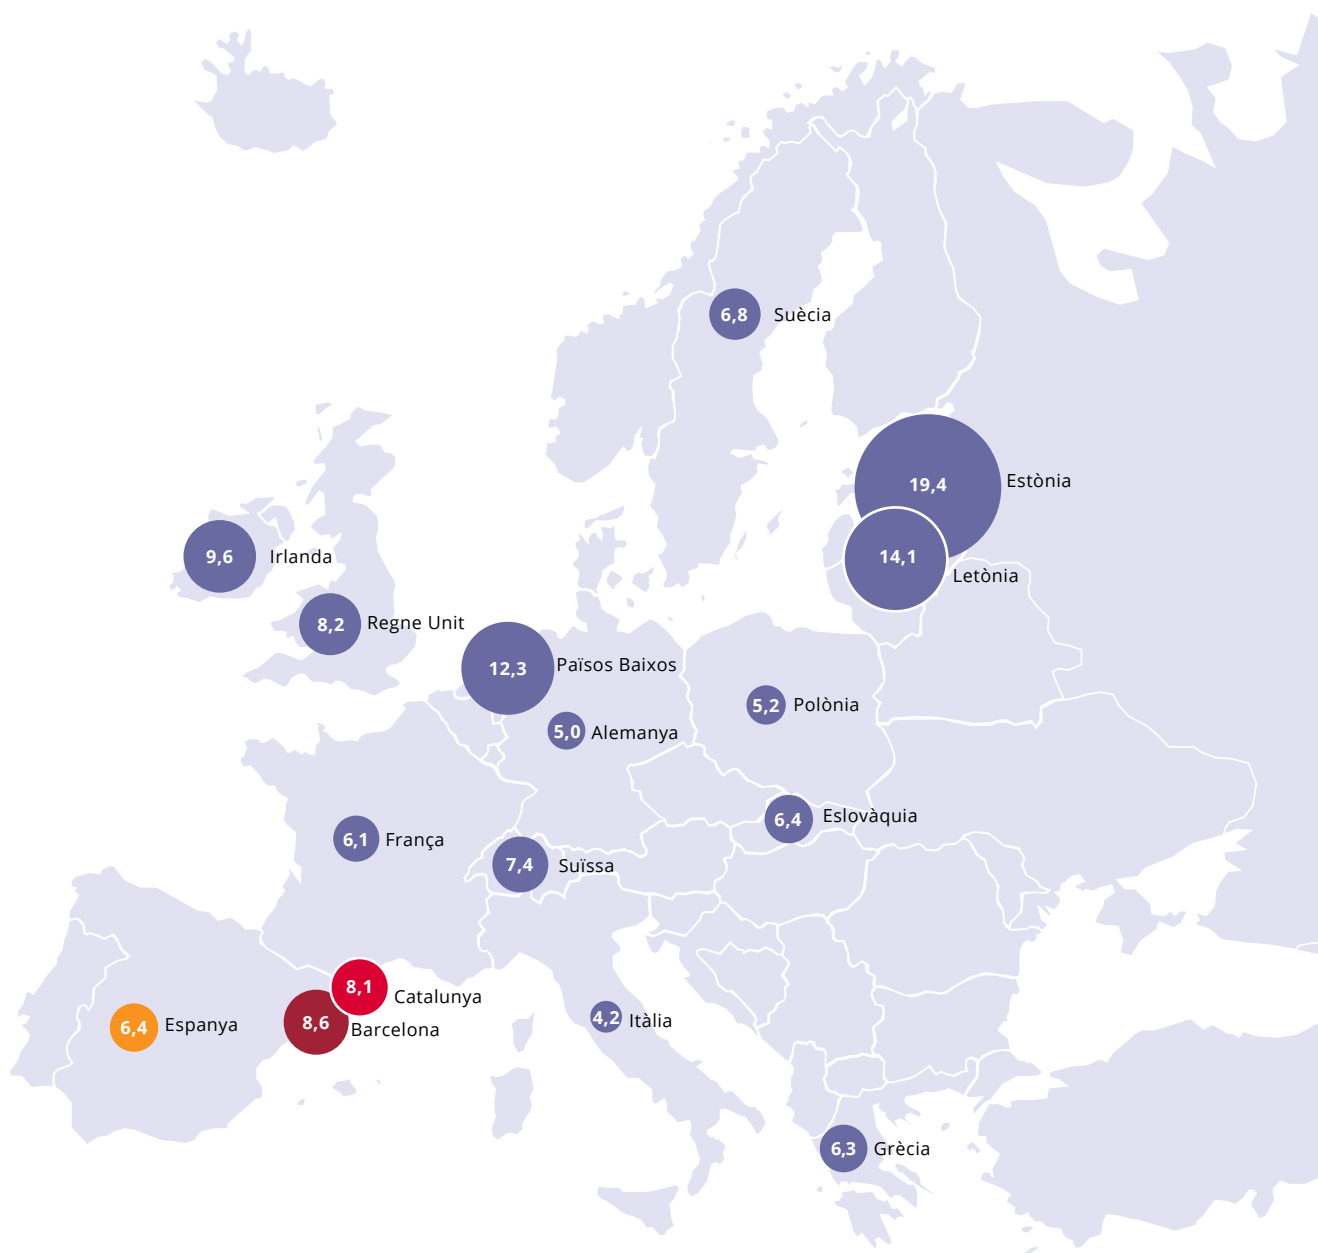 6,8 Suècia
19,4 Estònia
9,6 Irlanda
14,1
Letònia
8,2 Regne Unit
12,3 Països Baixos
5,2 Polònia
5,0 Alemanya
6,4 Eslovàquia
6,1 França
7,4 Suïssa
8,1 Catalunya
6,4 Espanya
8,6 Barcelona
4,2 Itàlia
6,3 Grècia